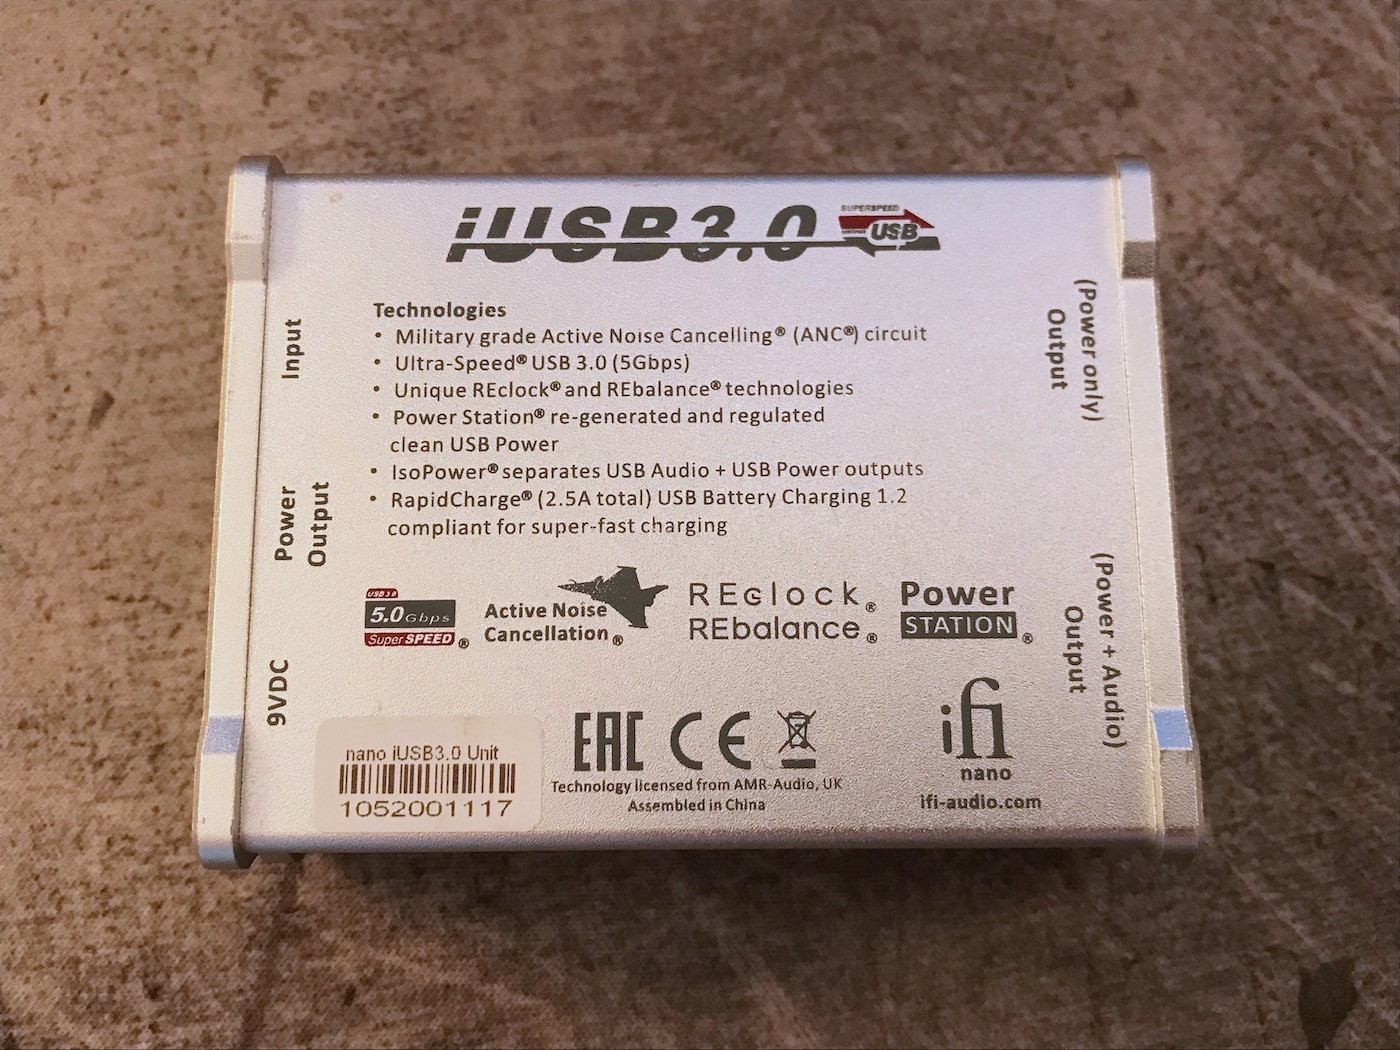 iUSB3.0
SUPERSPEED
USB
Technologies
• Military grade Active Noise Cancelling® (ANC®) circuit
• Ultra-Speed® USB 3.0 (5Gbps)
• Unique REclock® and REbalance® technologies
• Power Station® re-generated and regulated
clean USB Power
• IsoPower® separates USB Audio + USB Power outputs
• RapidCharge® (2.5A total) USB Battery Charging 1.2
compliant for super-fast charging
Input
Power
Output
9VDC
(Power only)
Output
(Power + Audio)
Output
USB 3.0
5.0Gbps
SuperSPEED®
Active Noise
Cancellation®
REclock®
REbalance®
Power
STATION®
nano iUSB3.0 Unit
1052001117
EAC CE
Technology licensed from AMR-Audio, UK
Assembled in China
ifi
nano
ifi-audio.com